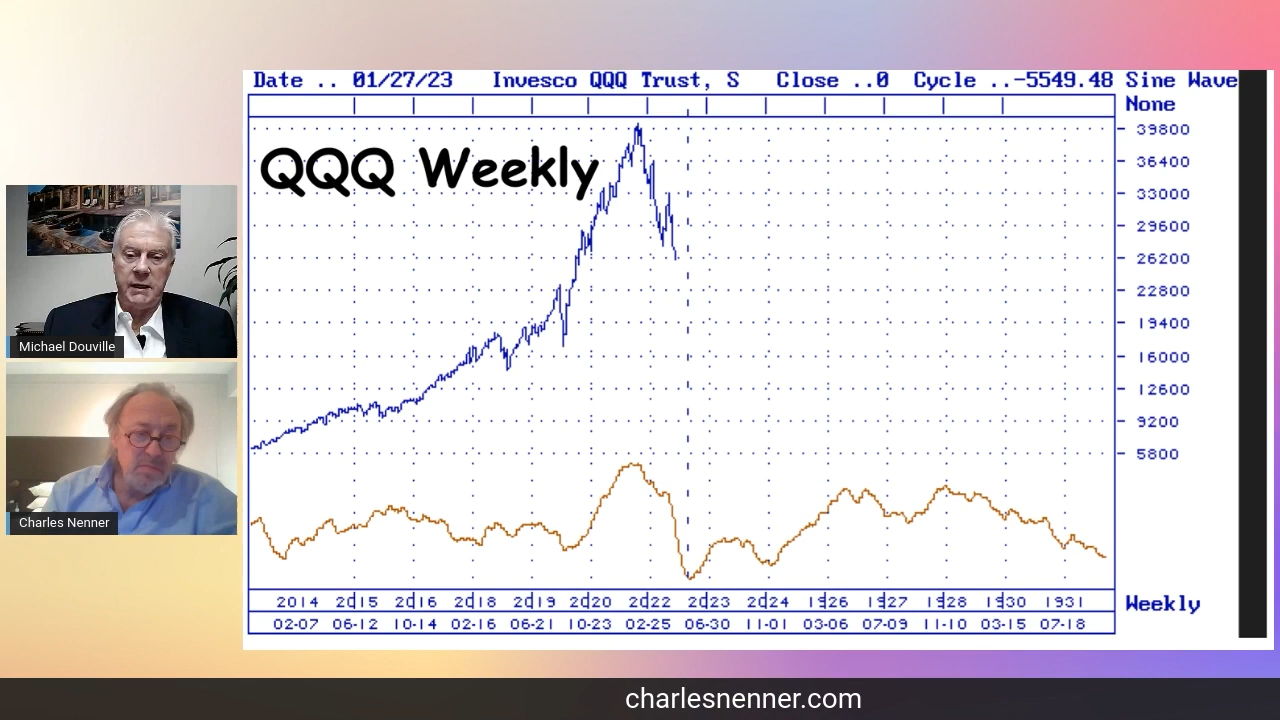 Date .. 01/27/23 Invesco QQQ Trust, S Close ..0 Cycle ..-5549.48 Sine Wave
None
QQQ Weekly
39800
36400
33000
29600
26200
22800
19400
16000
12600
9200
5800
Michael Douville
Charles Nenner
2014 2015 2016 2018 2019 2020 2022 2023 2024 1926 1927 1928 1930 1931
Weekly
02-07 06-12 10-14 02-16 06-21 10-23 02-25 06-30 11-01 03-06 07-09 11-10 03-15 07-18
charlesnenner.com